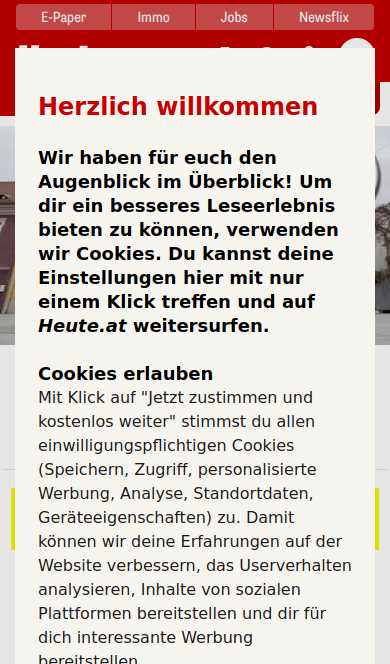 E-Paper Immo Jobs Newsflix
Herzlich willkommen
Wir haben für euch den
Augenblick im Überblick! Um
dir ein besseres Leseerlebnis
bieten zu können, verwenden
wir Cookies. Du kannst deine
Einstellungen hier mit nur
einem Klick treffen und auf
Heute.at weitersurfen.
Cookies erlauben
Mit Klick auf "Jetzt zustimmen und
kostenlos weiter" stimmst du allen
einwilligungspflichtigen Cookies
(Speichern, Zugriff, personalisierte
Werbung, Analyse, Standortdaten,
Geräteeigenschaften) zu. Damit
können wir deine Erfahrungen auf der
Website verbessern, das Userverhalten
analysieren, Inhalte von sozialen
Plattformen bereitstellen und dir für
dich interessante Werbung
bereitstellen